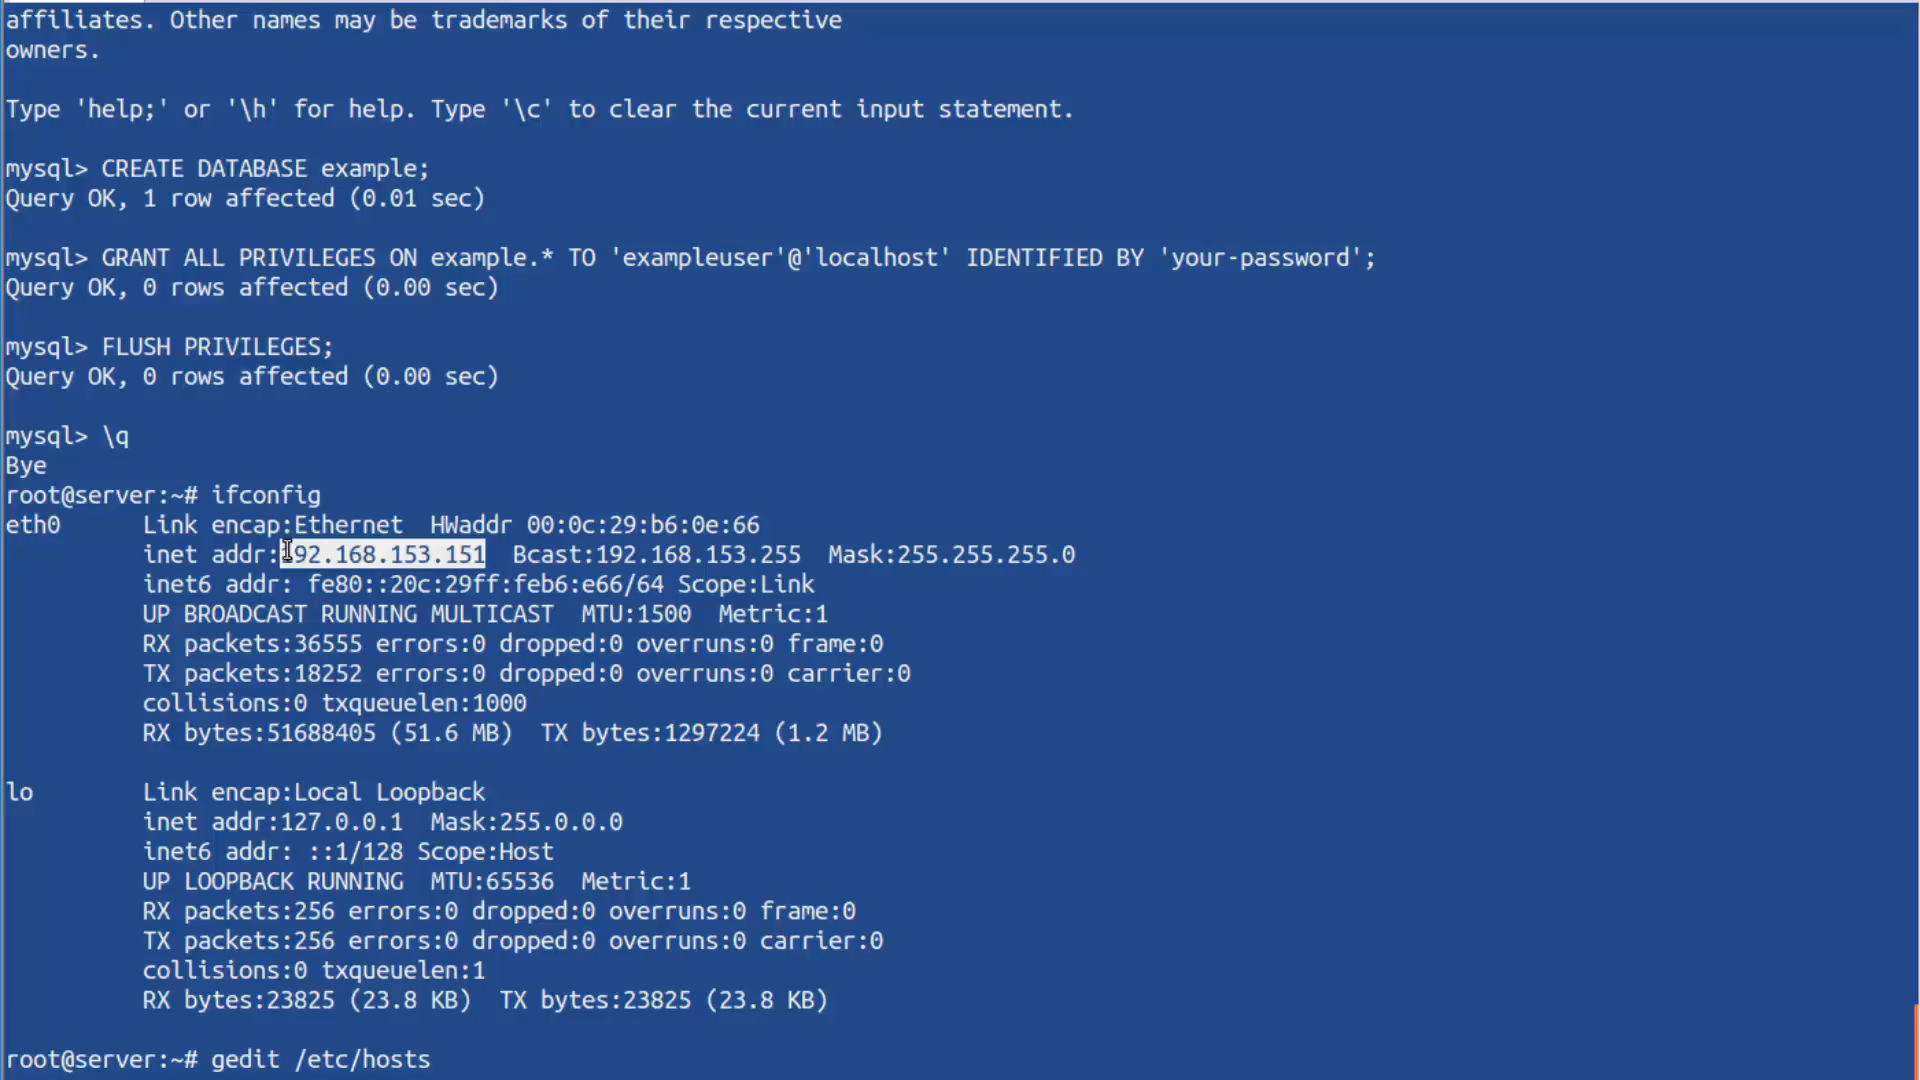 affiliates. Other names may be trademarks of their respective
owners.
Type 'help;' or '\h' for help. Type '\c' to clear the current input statement.
mysql> CREATE DATABASE example;
Query OK, 1 row affected (0.01 sec)
mysql> GRANT ALL PRIVILEGES ON example.* TO 'exampleuser'@'localhost' IDENTIFIED BY 'your-password';
Query OK, 0 rows affected (0.00 sec)
mysql> FLUSH PRIVILEGES;
Query OK, 0 rows affected (0.00 sec)
mysql> \q
Bye
root@server:~# ifconfig
eth0      Link encap:Ethernet  HWaddr 00:0c:29:b6:0e:66
          inet addr:192.168.153.151  Bcast:192.168.153.255  Mask:255.255.255.0
          inet6 addr: fe80::20c:29ff:feb6:e66/64 Scope:Link
          UP BROADCAST RUNNING MULTICAST  MTU:1500  Metric:1
          RX packets:36555 errors:0 dropped:0 overruns:0 frame:0
          TX packets:18252 errors:0 dropped:0 overruns:0 carrier:0
          collisions:0 txqueuelen:1000
          RX bytes:51688405 (51.6 MB)  TX bytes:1297224 (1.2 MB)
lo        Link encap:Local Loopback
          inet addr:127.0.0.1  Mask:255.0.0.0
          inet6 addr: ::1/128 Scope:Host
          UP LOOPBACK RUNNING  MTU:65536  Metric:1
          RX packets:256 errors:0 dropped:0 overruns:0 frame:0
          TX packets:256 errors:0 dropped:0 overruns:0 carrier:0
          collisions:0 txqueuelen:1
          RX bytes:23825 (23.8 KB)  TX bytes:23825 (23.8 KB)
root@server:~# gedit /etc/hosts